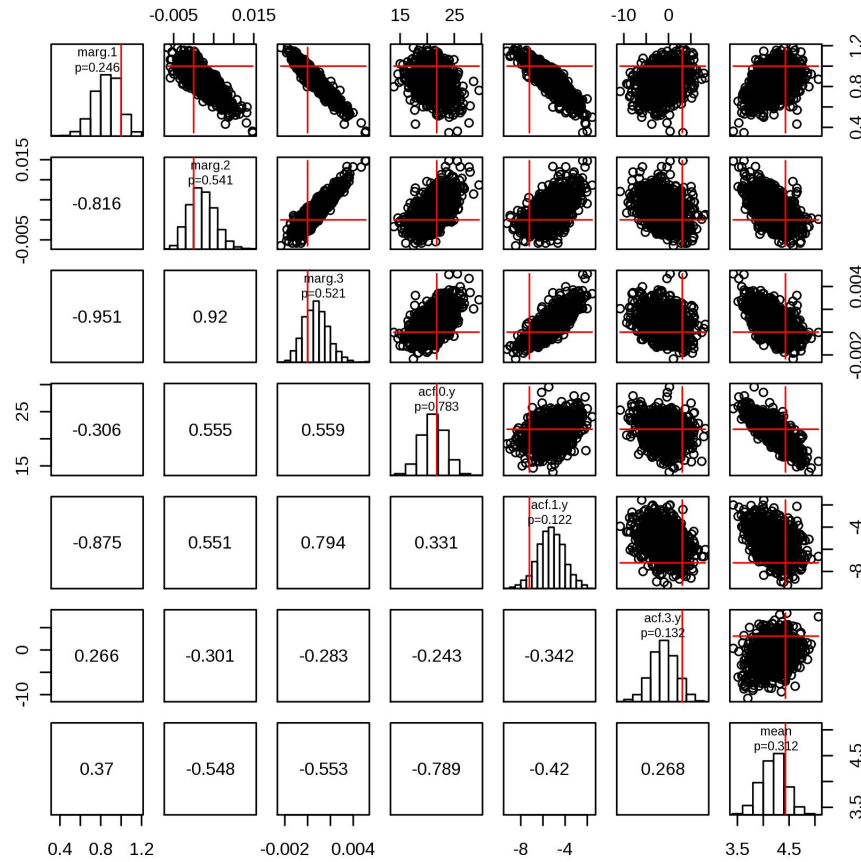 -0.005 0.015 15 25 -10 0
marg.1
p=0.246
0.4 0.8 1.2
-0.005 0.015
-0.816
marg.2
p=0.541
-0.951
0.92
marg.3
p=0.521
-0.002 0.004
15 25
-0.306
0.555
0.559
acf.0.y
p=0.783
-0.875
0.551
0.794
0.331
acf.1.y
p=0.122
-8 -4
-10 0
0.266
-0.301
-0.283
-0.243
-0.342
acf.3.y
p=0.132
0.37
-0.548
-0.553
-0.789
-0.42
0.268
mean
p=0.312
3.5 4.5
0.4 0.8 1.2 -0.002 0.004 -8 -4 3.5 4.5